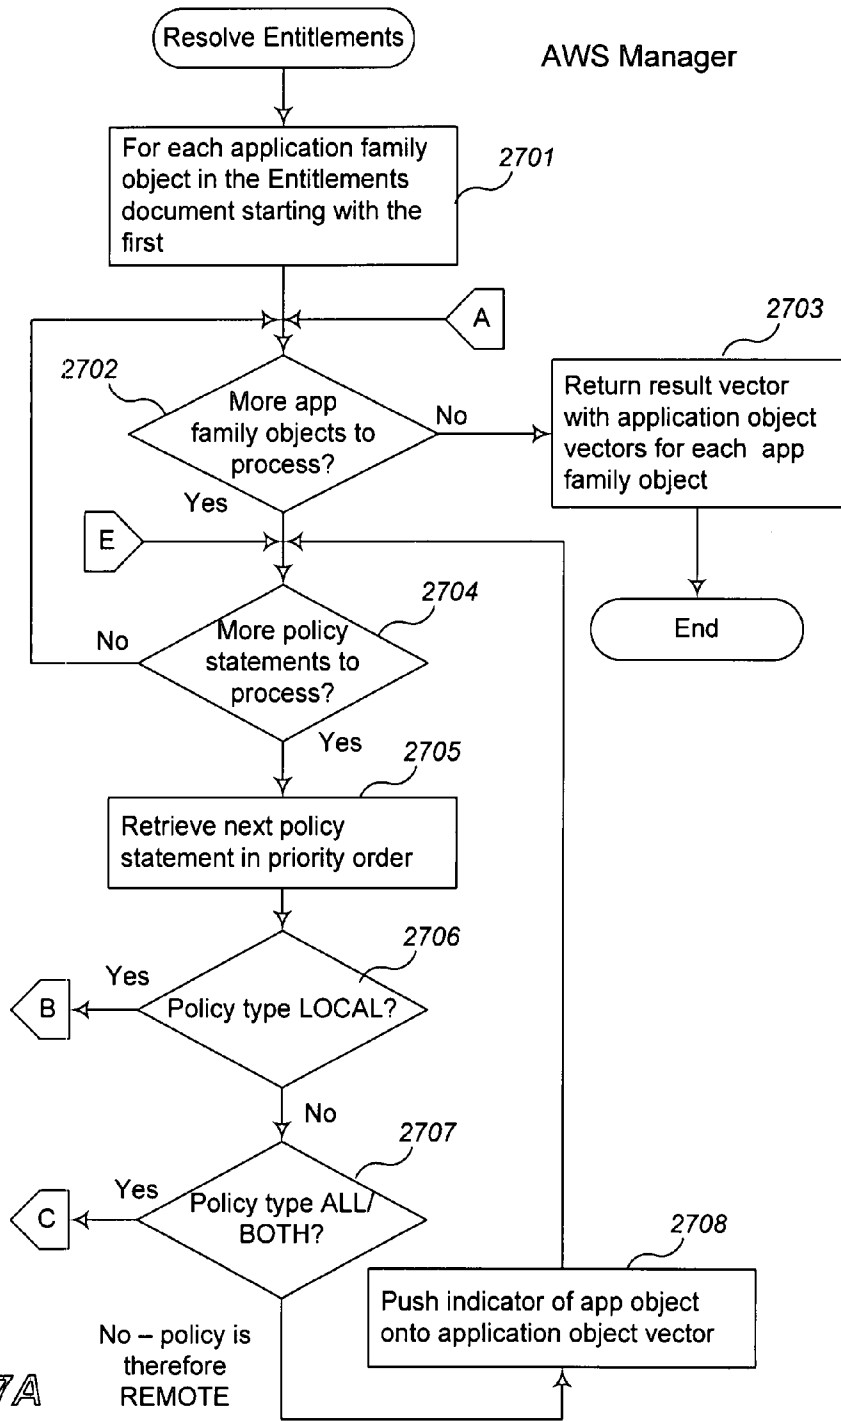 Resolve Entitlements
AWS Manager
For each application family
object in the Entitlements
document starting with the
first
2701
A
2703
2702
More app
family objects to
process?
No
Return result vector
with application object
vectors for each app
family object
Yes
E
2704
No
More policy
statements to
process?
End
Yes
2705
Retrieve next policy
statement in priority order
2706
Yes
B
Policy type LOCAL?
No
2707
Yes
C
Policy type ALL/
BOTH?
2708
Push indicator of app object
onto application object vector
No – policy is
therefore
REMOTE
7A